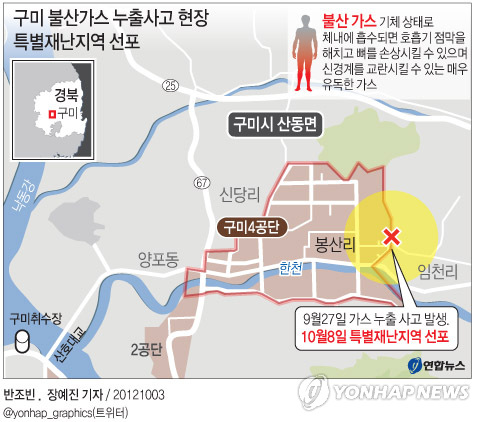 구미 불산가스 누출사고 현장
특별재난지역 선포
불산 가스 기체 상태로
체내에 흡수되면 호흡기 점막을
해치고 뼈를 손상시킬 수 있으며
신경계를 교란시킬 수 있는 매우
유독한 가스
경북
구미
25
구미시 산동면
67
신당리
낙동강
구미4공단
봉산리
양포동
한천
임천리
구미취수장
산호대교
2공단
9월27일 가스 누출 사고 발생.
10월8일 특별재난지역 선포
연합뉴스
반조빈, 장예진 기자 / 20121003
YONHAP NEWS
@yonhap_graphics(트위터)